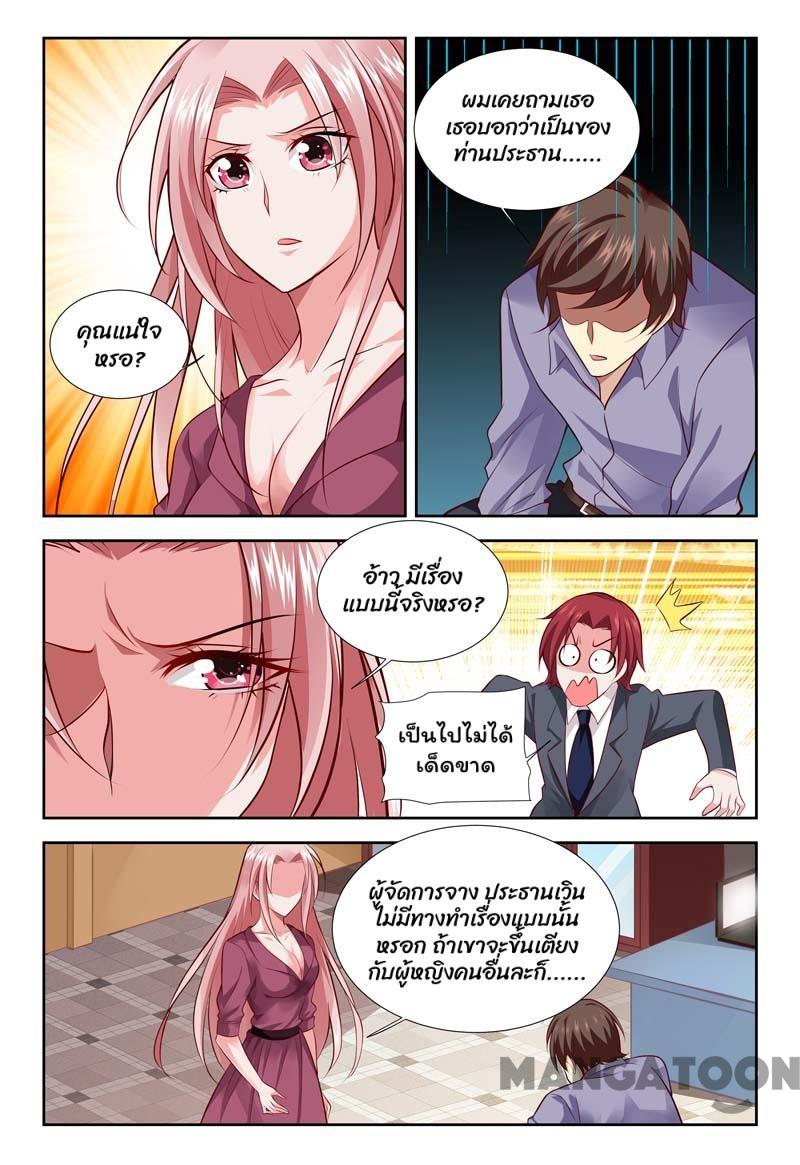 คุณแน่ใจ
หรอ?
ผมเคยถามเธอ
เธอบอกว่าเป็นของ
ท่านประธาน......
อ้าว มีเรื่อง
แบบนี้จริงหรอ?
เป็นไปไม่ได้
เด็ดขาด
ผู้จัดการจาง ประธานเวิน
ไม่มีทางทำเรื่องแบบนั้น
หรอก ถ้าเขาจะขึ้นเตียง
กับผู้หญิงคนอื่นละก็......
MANGATOON